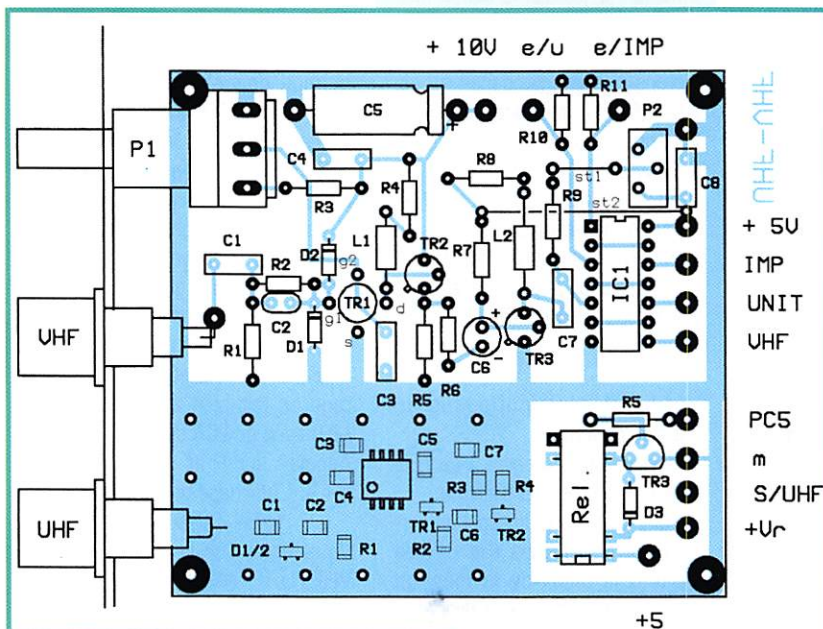 + 10V e/u e/IMP
UHF-VHF
P1
C5
+
R10
R11
P2
C8
C4
R3
R4
R8
st1
R9
st2
C1
R2
D2
g2
L1
TR2
R7
L2
IC1
+ 5V
IMP
UNIT
VHF
VHF
C2
g1
TR1
d
R1
D1
s
C3
R5
R6
+
C6
-
TR3
C7
PC5
R5
m
TR3
S/UHF
D3
+Vr
Rel.
UHF
C3
C5
C7
C4
R3
R4
C1
C2
TR1
C6
TR2
D1/2
R1
R2
+5